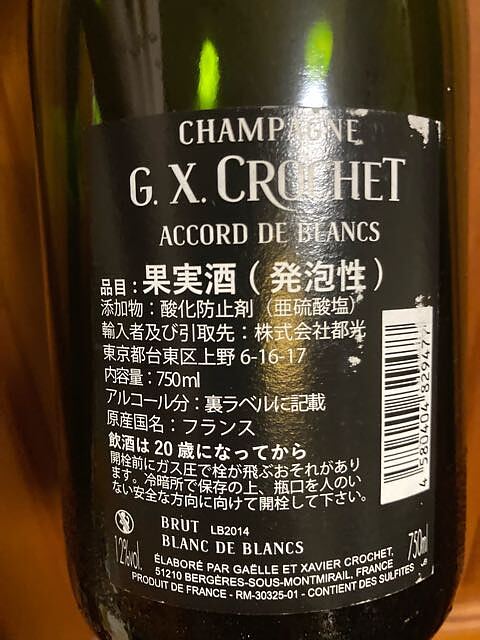 CHAMPAGNE
G. X. CROCHET
ACCORD DE BLANCS
品目：果実酒（発泡性）
添加物：酸化防止剤（亜硫酸塩）
輸入者及び引取先：株式会社都光
東京都台東区上野 6-16-17
内容量：750ml
アルコール分：裏ラベルに記載
原産国名：フランス
飲酒は20歳になってから
開栓前にガス圧で栓が飛ぶおそれがあり
ます。冷暗所で保存の上、瓶口を人のい
ない安全な方向に向けて開栓して下さい。
4 580404 829477
BRUT LB2014
BLANC DE BLANCS
12%vol.
750ml
ÉLABORÉ PAR GAËLLE ET XAVIER CROCHET,
51210 BERGÈRES-SOUS-MONTMIRAIL, FRANCE
PRODUIT DE FRANCE - RM-30325-01 - CONTIENT DES SULFITES